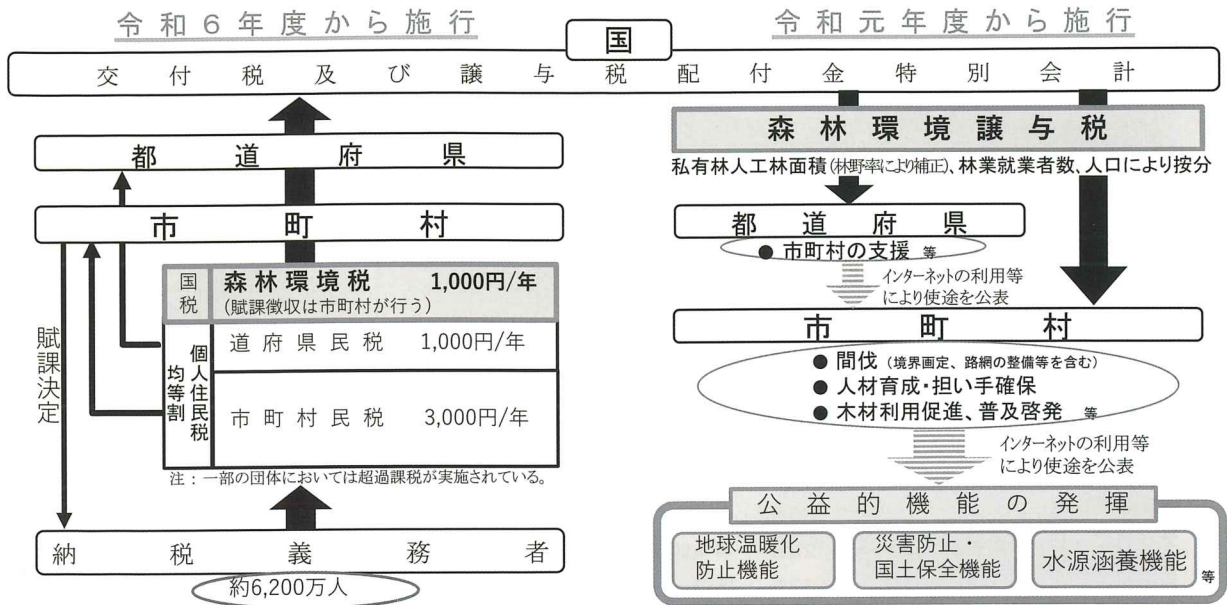 令和６年度から施行
令和元年度から施行
国
交付税及び譲与税配付金特別会計
都道府県
市町村
国税
森林環境税 1,000円/年
(賦課徴収は市町村が行う)
個人住民税均等割
道府県民税 1,000円/年
市町村民税 3,000円/年
賦課決定
注：一部の団体においては超過課税が実施されている。
納税義務者
約6,200万人
森林環境譲与税
私有林人工林面積(林野率により補正)、林業就業者数、人口により按分
都道府県
● 市町村の支援 等
インターネットの利用等
により使途を公表
市町村
● 間伐 (境界画定、路網の整備等を含む)
● 人材育成・担い手確保
● 木材利用促進、普及啓発 等
インターネットの利用等
により使途を公表
公益的機能の発揮
地球温暖化
防止機能
災害防止・
国土保全機能
水源涵養機能
等